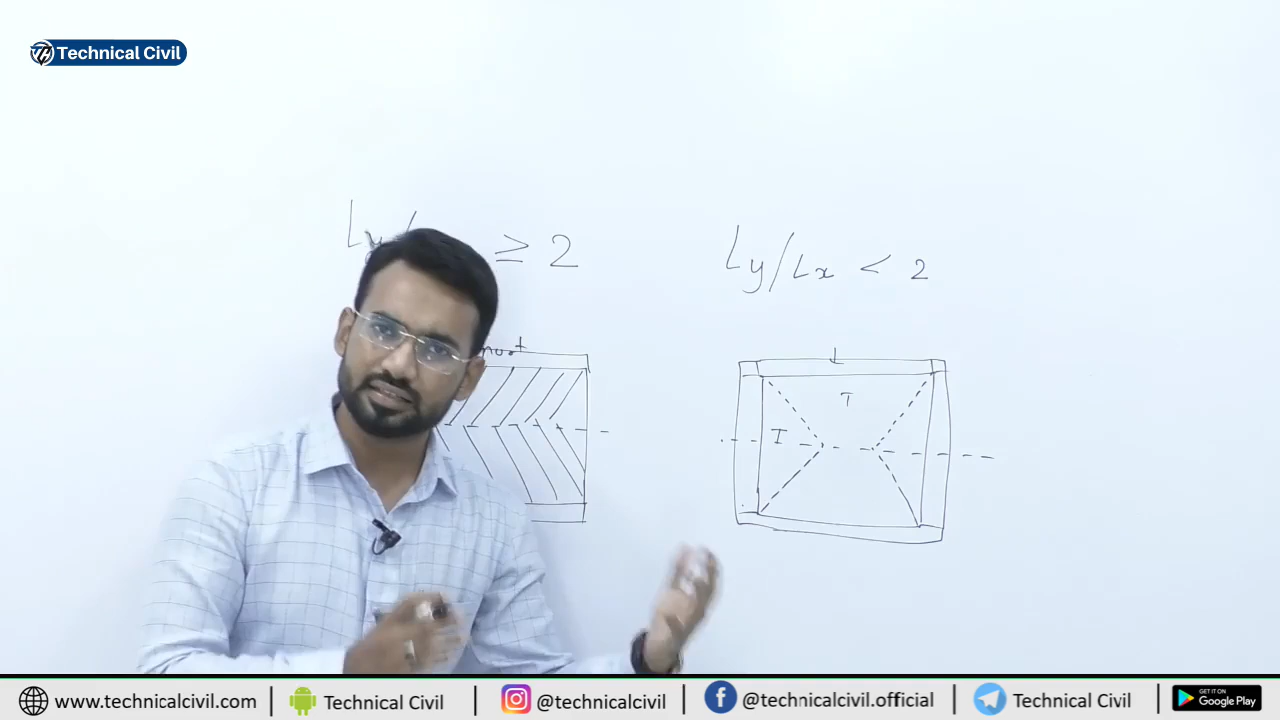 Technical Civil
Ly/ ≥ 2
Ly/Lx < 2
T
I
www.technicalcivil.com
Technical Civil
@technicalcivil
@technicalcivil.official
Technical Civil
GET IT ON
Google Play